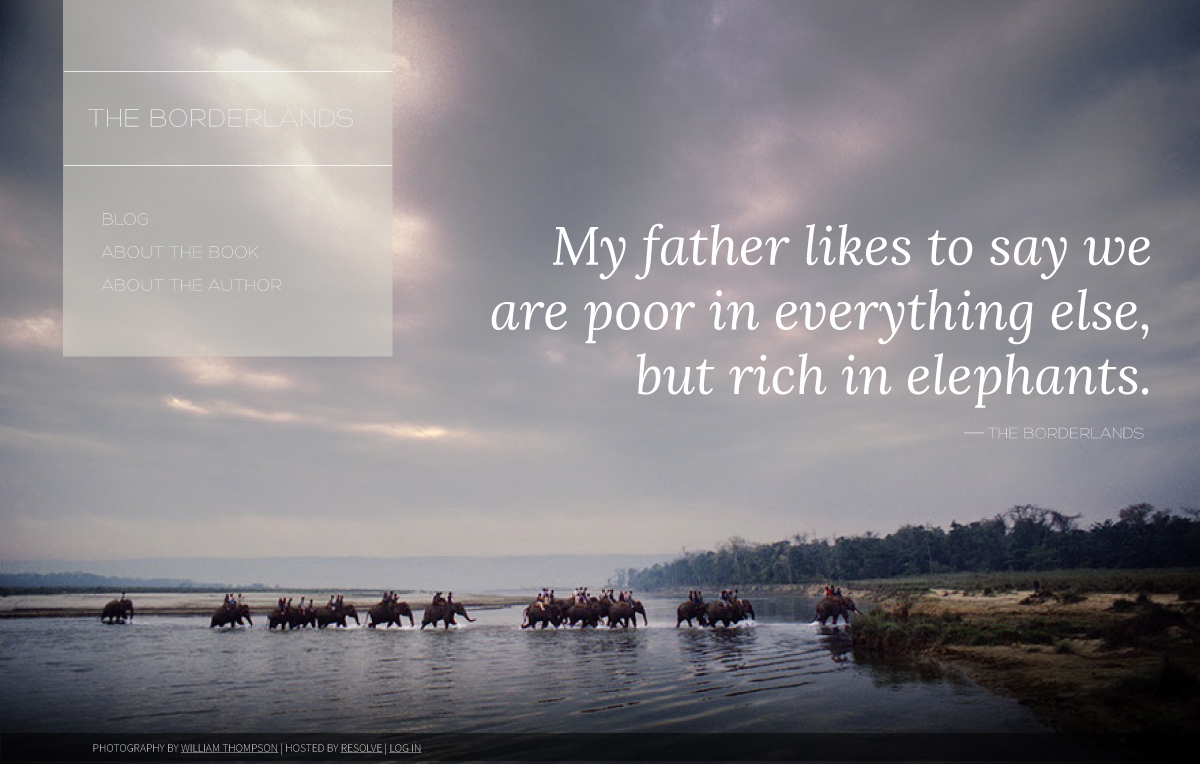 THE BORDERLANDS
BLOG
ABOUT THE BOOK
ABOUT THE AUTHOR
My father likes to say we
are poor in everything else,
but rich in elephants.
— THE BORDERLANDS
PHOTOGRAPHY BY WILLIAM THOMPSON | HOSTED BY RESOLVE | LOG IN